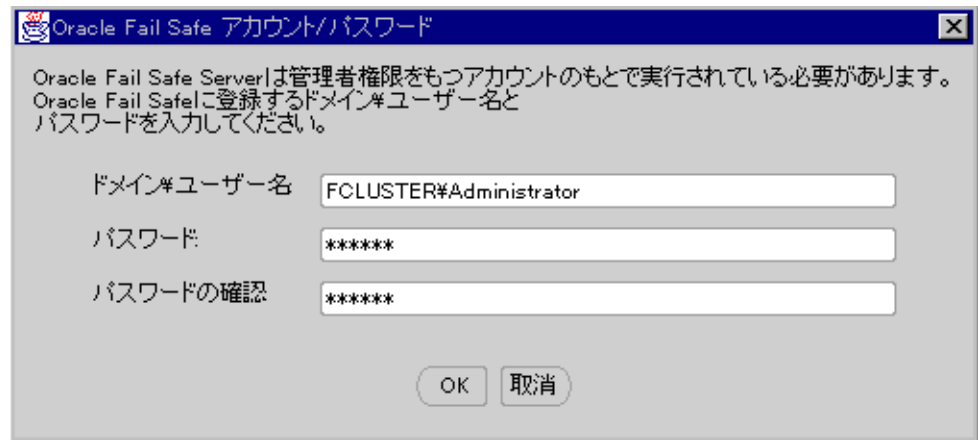 Oracle Fail Safe アカウント/パスワード
Oracle Fail Safe Serverは管理者権限をもつアカウントのもとで実行されている必要があります。
Oracle Fail Safeに登録するドメイン¥ユーザー名と
パスワードを入力してください。
ドメイン¥ユーザー名 FCLUSTER¥Administrator
パスワード: ******
パスワードの確認 ******
OK 取消